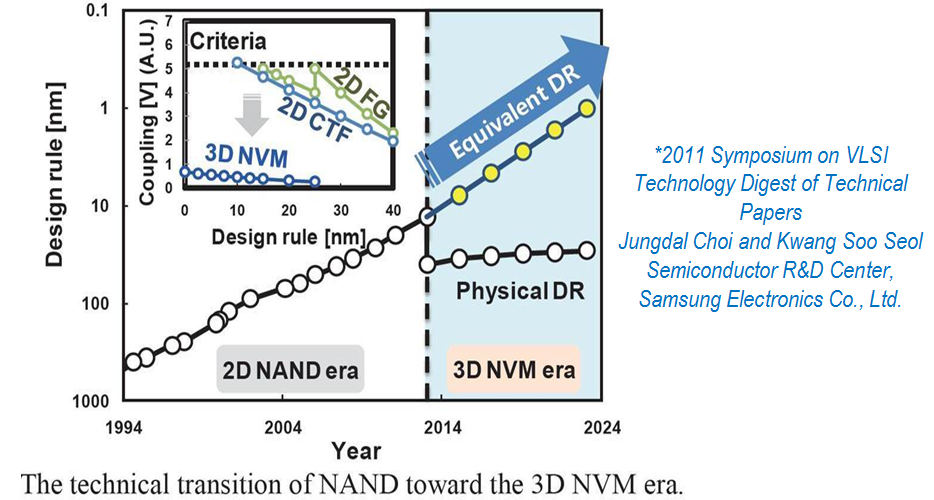 0.1
1
10
100
1000
Design rule [nm]
1994
2004
2014
2024
Year
Coupling [V] (A.U.)
7
6
5
4
3
2
1
0
0
10
20
30
40
Design rule [nm]
Criteria
2D FG
2D CTF
3D NVM
Equivalent DR
Physical DR
2D NAND era
3D NVM era
*2011 Symposium on VLSI
Technology Digest of Technical
Papers
Jungdal Choi and Kwang Soo Seol
Semiconductor R&D Center,
Samsung Electronics Co., Ltd.
The technical transition of NAND toward the 3D NVM era.